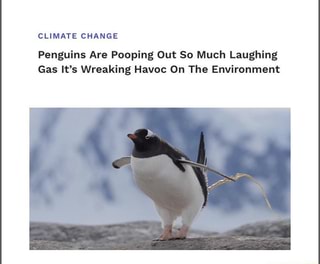 CLIMATE CHANGE
Penguins Are Pooping Out So Much Laughing
Gas It's Wreaking Havoc On The Environment